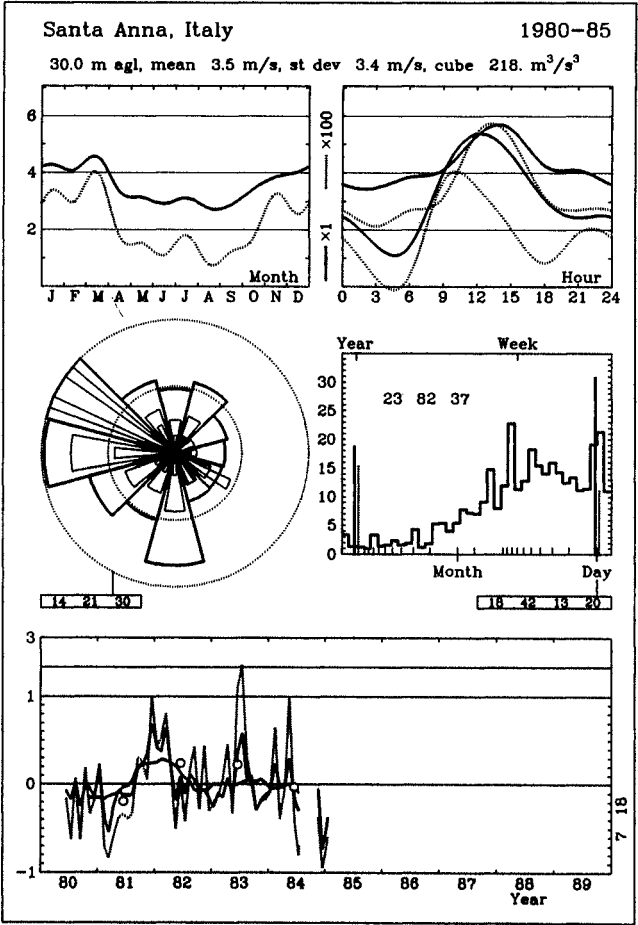 Santa Anna, Italy 1980-85
30.0 m agl, mean 3.5 m/s, st dev 3.4 m/s, cube 218. m³/s³
6
4
2
Month
J F M A M J J A S O N D
×100
×1
Hour
0 3 6 9 12 15 18 21 24
Year Week
35
30
25
20
15
10
5
0
23 82 37
Month Day
14 21 30
18 42 13 20
3
1
0
-1
80 81 82 83 84 85 86 87 88 89
Year
7 18